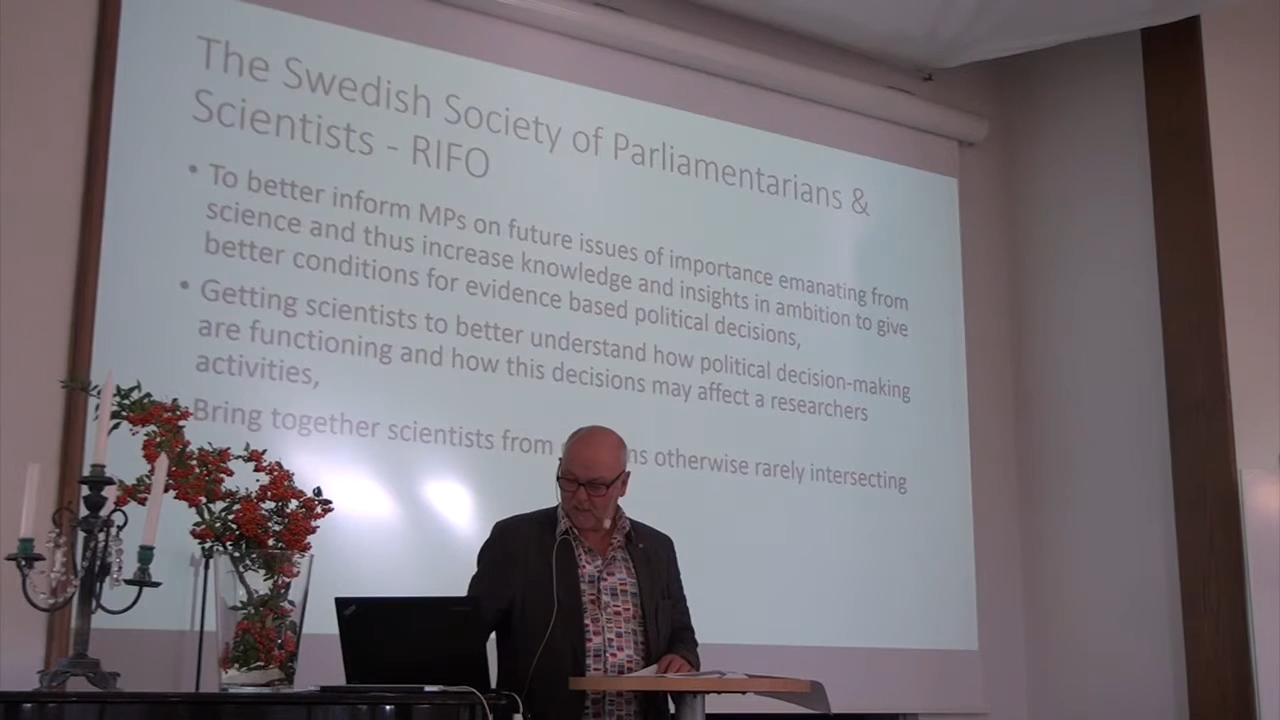 The Swedish Society of Parliamentarians &
Scientists - RIFO
• To better inform MPs on future issues of importance emanating from
science and thus increase knowledge and insights in ambition to give
better conditions for evidence based political decisions,
• Getting scientists to better understand how political decision-making
are functioning and how this decisions may affect a researchers
activities,
Bring together scientists from ns otherwise rarely intersecting